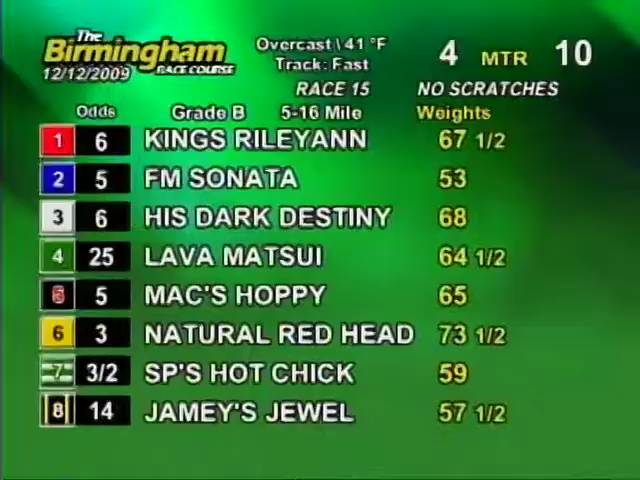 The
Birmingham
RACE COURSE
12/12/2009
Overcast \ 41 °F
Track: Fast
4 MTR 10
RACE 15
NO SCRATCHES
Odds Grade B 5-16 Mile Weights
1 6 KINGS RILEYANN 67 1/2
2 5 FM SONATA 53
3 6 HIS DARK DESTINY 68
4 25 LAVA MATSUI 64 1/2
5 5 MAC'S HOPPY 65
6 3 NATURAL RED HEAD 73 1/2
7 3/2 SP'S HOT CHICK 59
8 14 JAMEY'S JEWEL 57 1/2